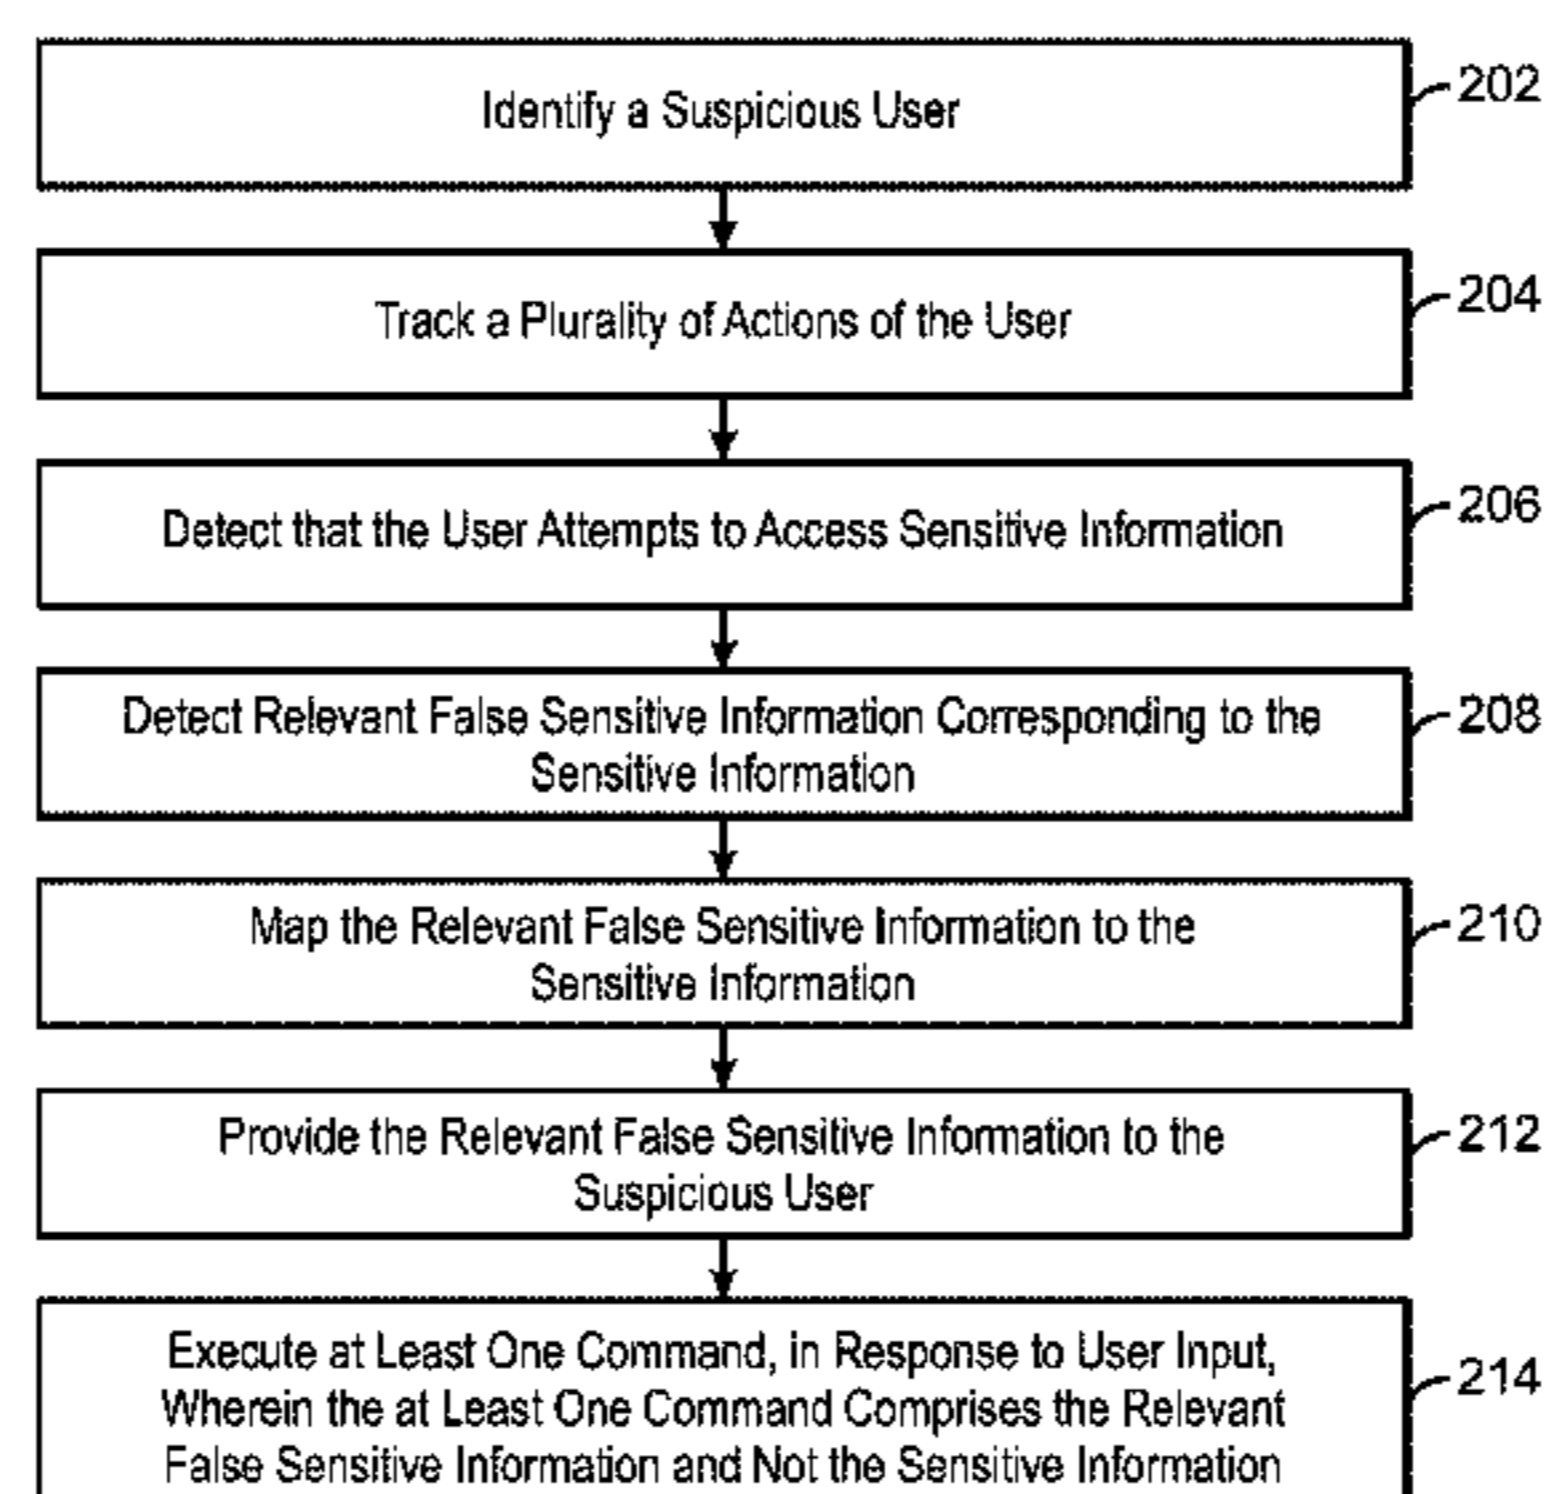 Identify a Suspicious User
202
Track a Plurality of Actions of the User
204
Detect that the User Attempts to Access Sensitive Information
206
Detect Relevant False Sensitive Information Corresponding to the
Sensitive Information
208
Map the Relevant False Sensitive Information to the
Sensitive Information
210
Provide the Relevant False Sensitive Information to the
Suspicious User
212
Execute at Least One Command, in Response to User Input,
Wherein the at Least One Command Comprises the Relevant
False Sensitive Information and Not the Sensitive Information
214